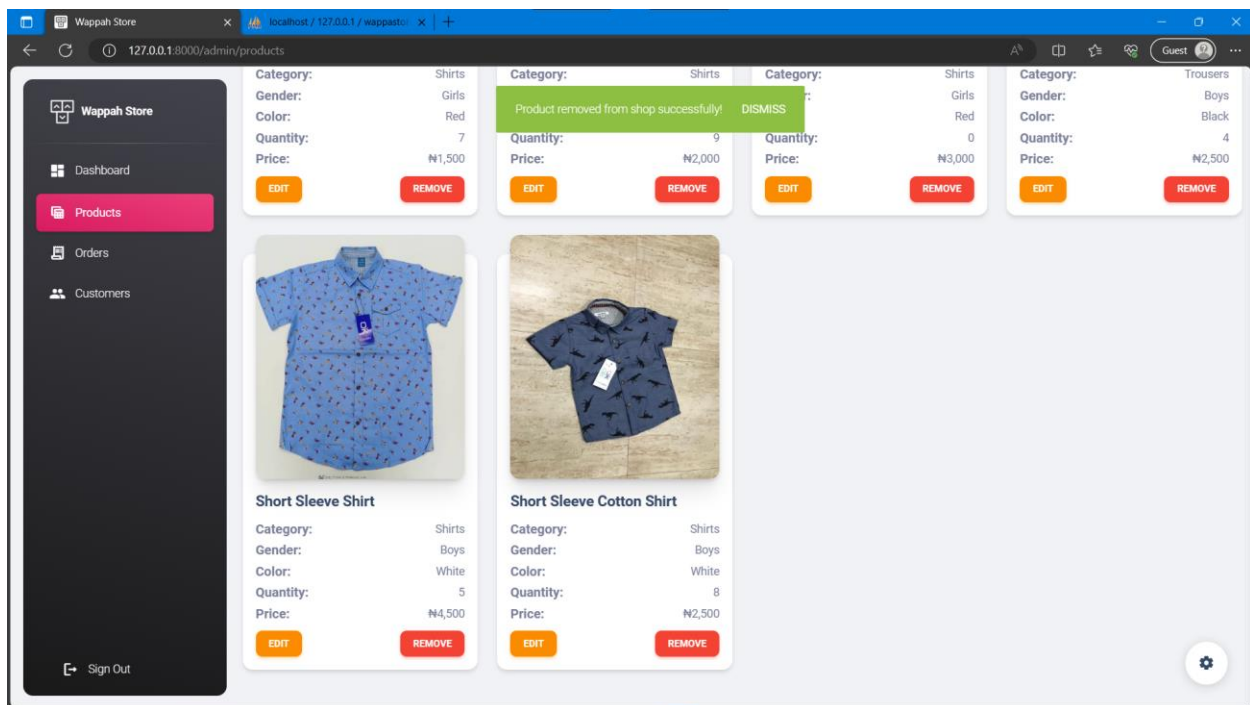 Wappah Store
localhost / 127.0.0.1 / wappasto
127.0.0.1:8000/admin/products
Guest
Wappah Store
Dashboard
Products
Orders
Customers
Sign Out
Product removed from shop successfully! DISMISS
Category: Shirts
Gender: Girls
Color: Red
Quantity: 7
Price: ₦1,500
EDIT REMOVE
Category: Shirts
Quantity: 9
Price: ₦2,000
EDIT REMOVE
Category: Shirts
Girls
Color: Red
Quantity: 0
Price: ₦3,000
EDIT REMOVE
Category: Trousers
Gender: Boys
Color: Black
Quantity: 4
Price: ₦2,500
EDIT REMOVE
Short Sleeve Shirt
Category: Shirts
Gender: Boys
Color: White
Quantity: 5
Price: ₦4,500
EDIT REMOVE
Short Sleeve Cotton Shirt
Category: Shirts
Gender: Boys
Color: White
Quantity: 8
Price: ₦2,500
EDIT REMOVE